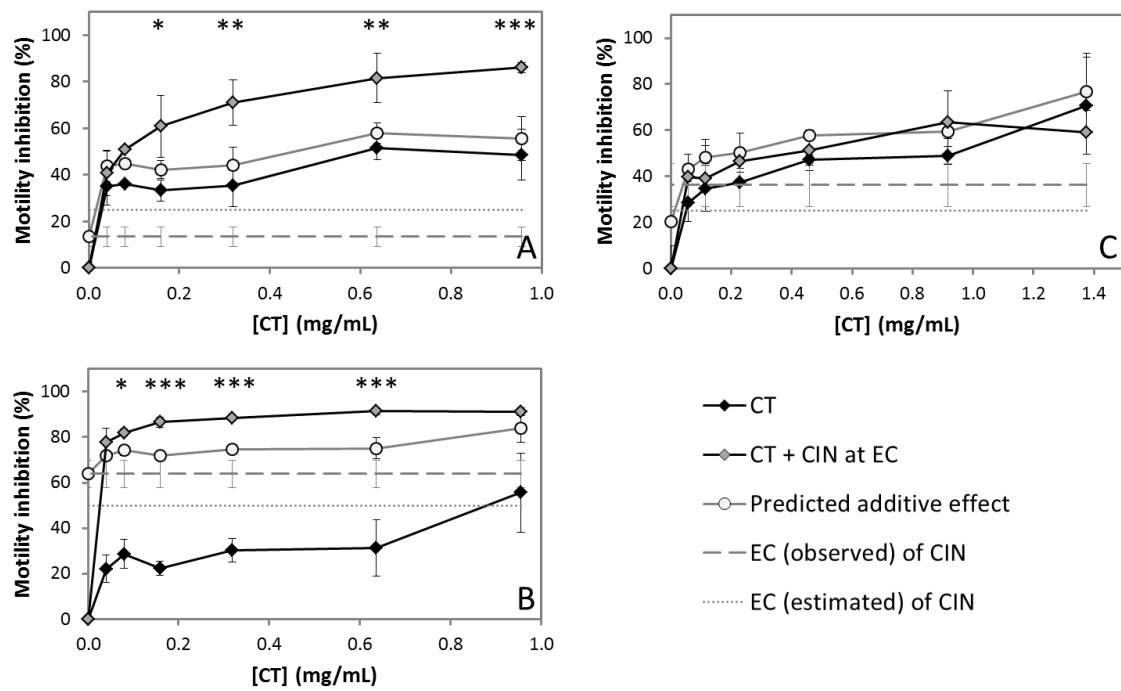 * ** ** ***
100
80
60
40
20
0
Motility inhibition (%)
A
0.0 0.2 0.4 0.6 0.8 1.0
[CT] (mg/mL)
100
80
60
40
20
0
Motility inhibition (%)
C
0.0 0.2 0.4 0.6 0.8 1.0 1.2 1.4
[CT] (mg/mL)
* *** *** ***
100
80
60
40
20
0
Motility inhibition (%)
B
0.0 0.2 0.4 0.6 0.8 1.0
[CT] (mg/mL)
CT
CT + CIN at EC
Predicted additive effect
EC (observed) of CIN
EC (estimated) of CIN